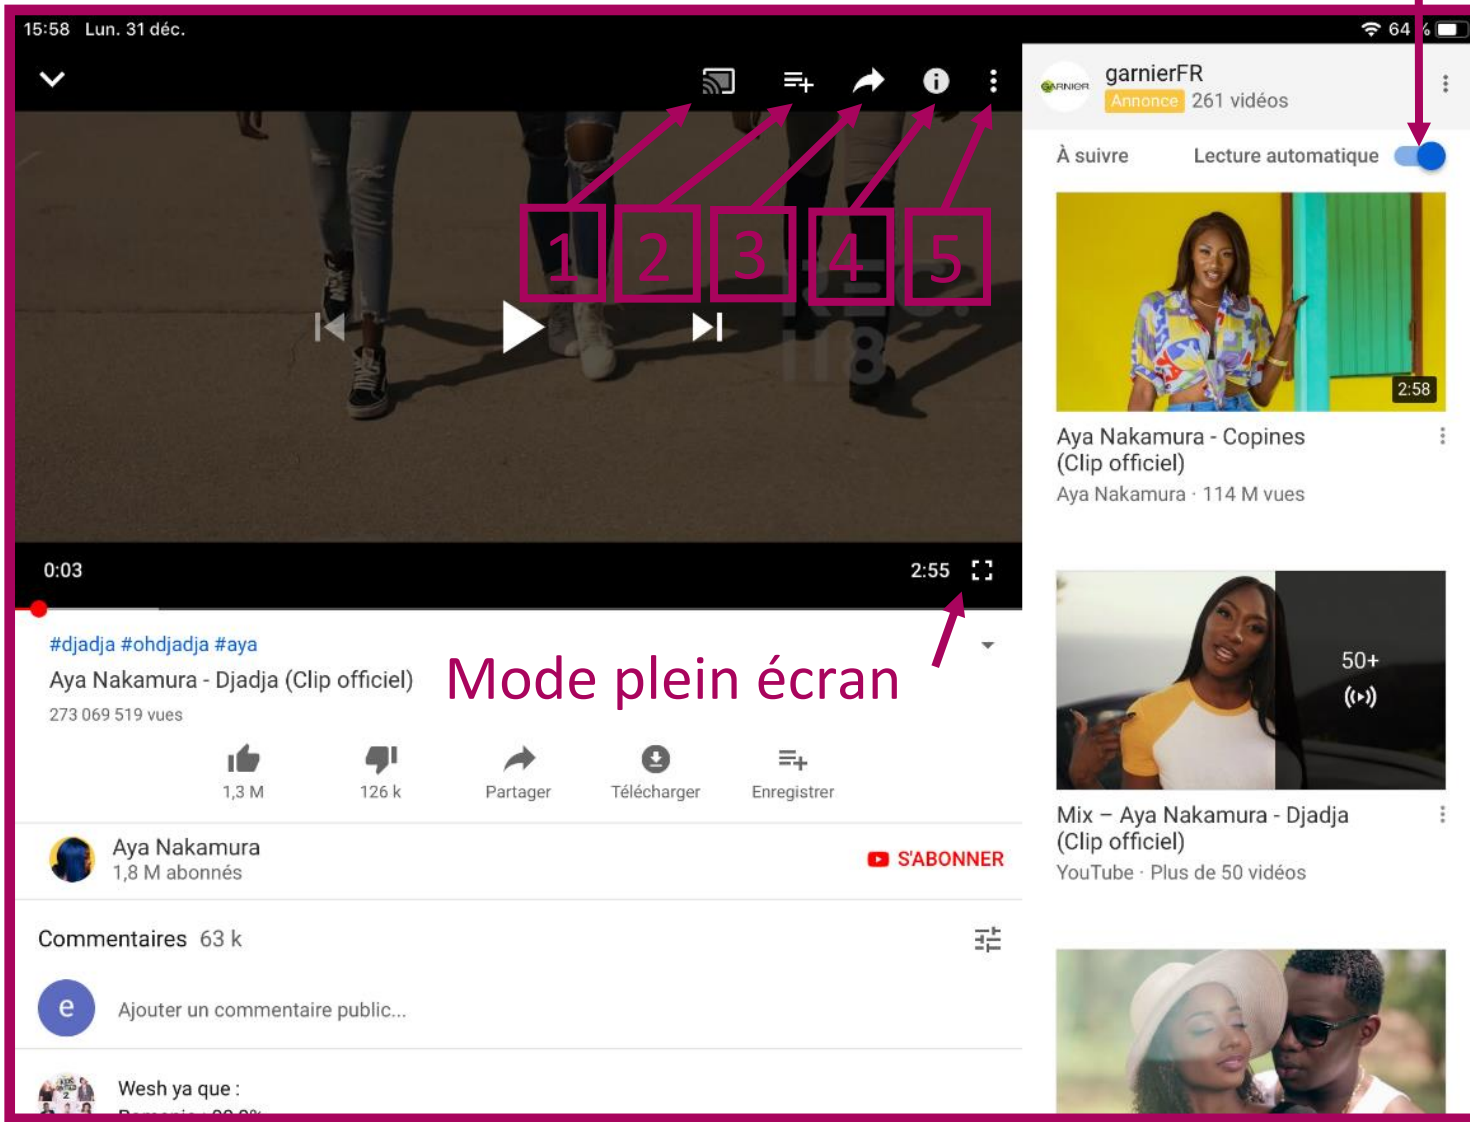 15:58 Lun. 31 déc.
64 %
garnierFR
GARNIER
Annonce 261 vidéos
À suivre Lecture automatique
1 2 3 4 5
REC.
118
2:58
Aya Nakamura - Copines
(Clip officiel)
Aya Nakamura · 114 M vues
0:03 2:55
#djadja #ohdjadja #aya
Aya Nakamura - Djadja (Clip officiel)
273 069 519 vues
Mode plein écran
50+
1,3 M 126 k Partager Télécharger Enregistrer
Mix – Aya Nakamura - Djadja
(Clip officiel)
YouTube · Plus de 50 vidéos
Aya Nakamura
1,8 M abonnés
S'ABONNER
Commentaires 63 k
e
Ajouter un commentaire public...
Wesh ya que :